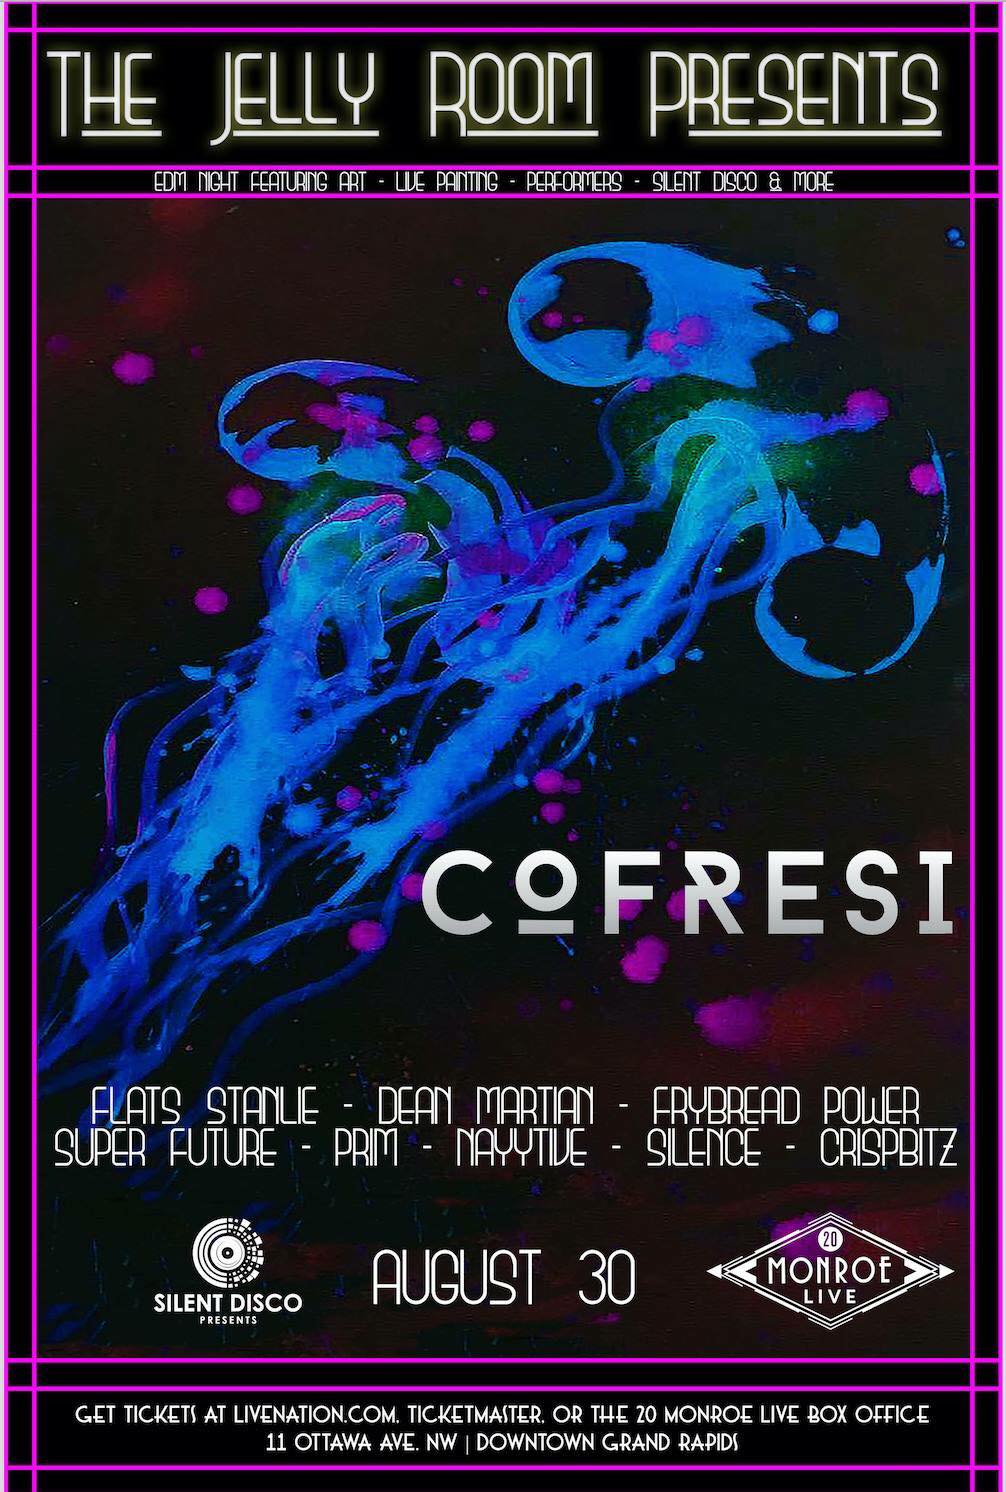 THE JELLY ROOM PRESENTS
EDM NIGHT FEATURING ART - LIVE PAINTING - PERFORMERS - SILENT DISCO & MORE
COFRESI
FLATS STANLIE - DEAN MARTIAN - FRYBREAD POWER
SUPER FUTURE - PRIM - NAYYTIVE - SILENCE - CRISPBITZ
SILENT DISCO
PRESENTS
AUGUST 30
20
MONROE
LIVE
GET TICKETS AT LIVENATION.COM, TICKETMASTER, OR THE 20 MONROE LIVE BOX OFFICE
11 OTTAWA AVE. NW | DOWNTOWN GRAND RAPIDS